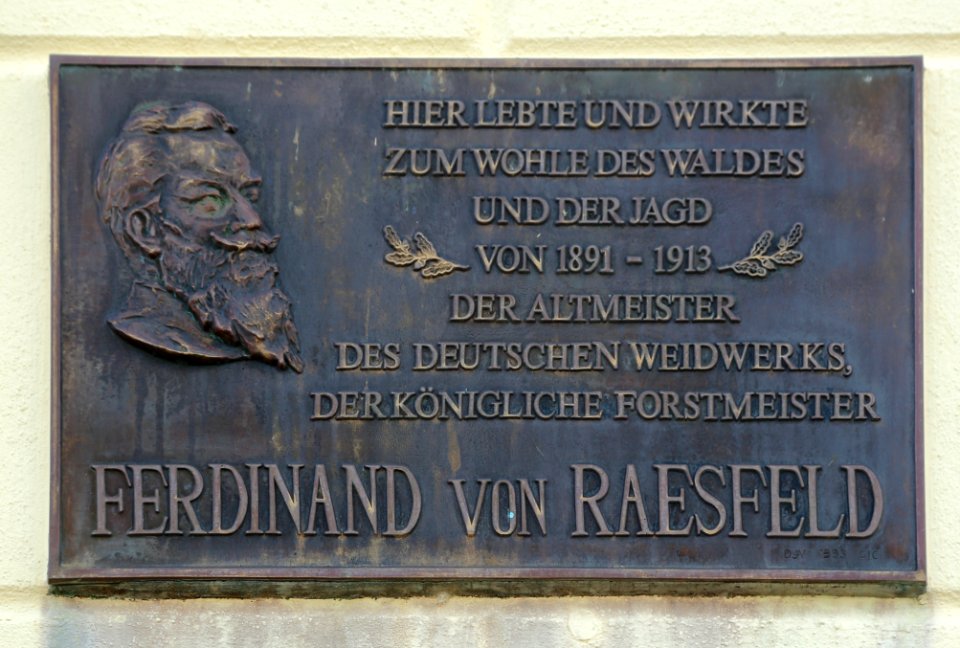 HIER LEBTE UND WIRKTE
ZUM WOHLE DES WALDES
UND DER JAGD
VON 1891 - 1913
DER ALTMEISTER
DES DEUTSCHEN WEIDWERKS,
DER KÖNIGLICHE FORSTMEISTER
FERDINAND VON RAESFELD